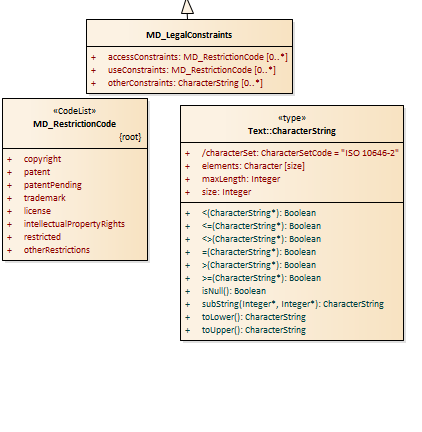 MD_LegalConstraints
+ accessConstraints: MD_RestrictionCode [0..*]
+ useConstraints: MD_RestrictionCode [0..*]
+ otherConstraints: CharacterString [0..*]
«CodeList»
MD_RestrictionCode
{root}
+ copyright
+ patent
+ patentPending
+ trademark
+ license
+ intellectualPropertyRights
+ restricted
+ otherRestrictions
«type»
Text::CharacterString
+ /characterSet: CharacterSetCode = "ISO 10646-2"
+ elements: Character [size]
+ maxLength: Integer
+ size: Integer
+ <(CharacterString*): Boolean
+ <=(CharacterString*): Boolean
+ <>(CharacterString*): Boolean
+ =(CharacterString*): Boolean
+ >(CharacterString*): Boolean
+ >=(CharacterString*): Boolean
+ isNull(): Boolean
+ subString(Integer*, Integer*): CharacterString
+ toLower(): CharacterString
+ toUpper(): CharacterString